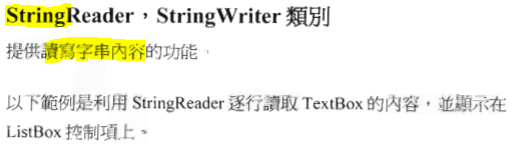 StringReader，StringWriter 類別
提供讀寫字串內容的功能。
以下範例是利用 StringReader 逐行讀取 TextBox 的內容，並顯示在
ListBox 控制項上。